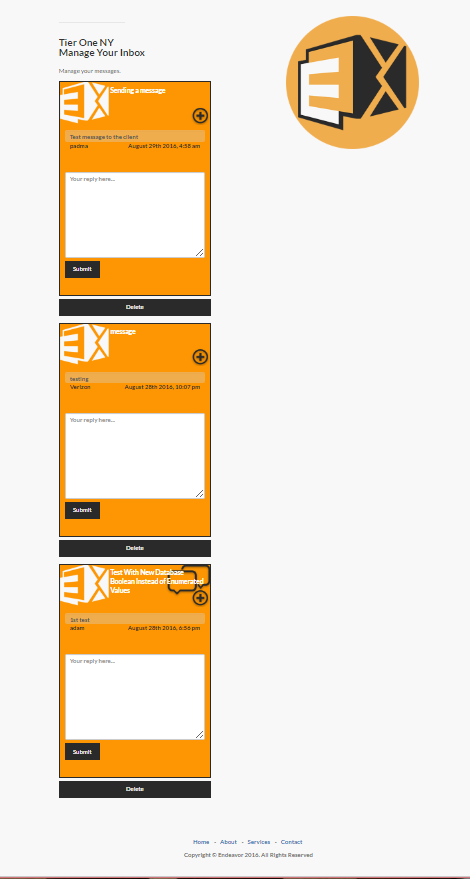 Tier One NY
Manage Your Inbox
Manage your messages.
Sending a message
Test message to the client
padma August 29th 2016, 4:58 am
Your reply here...
Submit
Delete
message
testing
Verizon August 28th 2016, 10:07 pm
Your reply here...
Submit
Delete
Test With New Database
Boolean Instead of Enumerated
Values
1st test
adam August 28th 2016, 6:56 pm
Your reply here...
Submit
Delete
Home - About - Services - Contact
Copyright © Endeavor 2016. All Rights Reserved